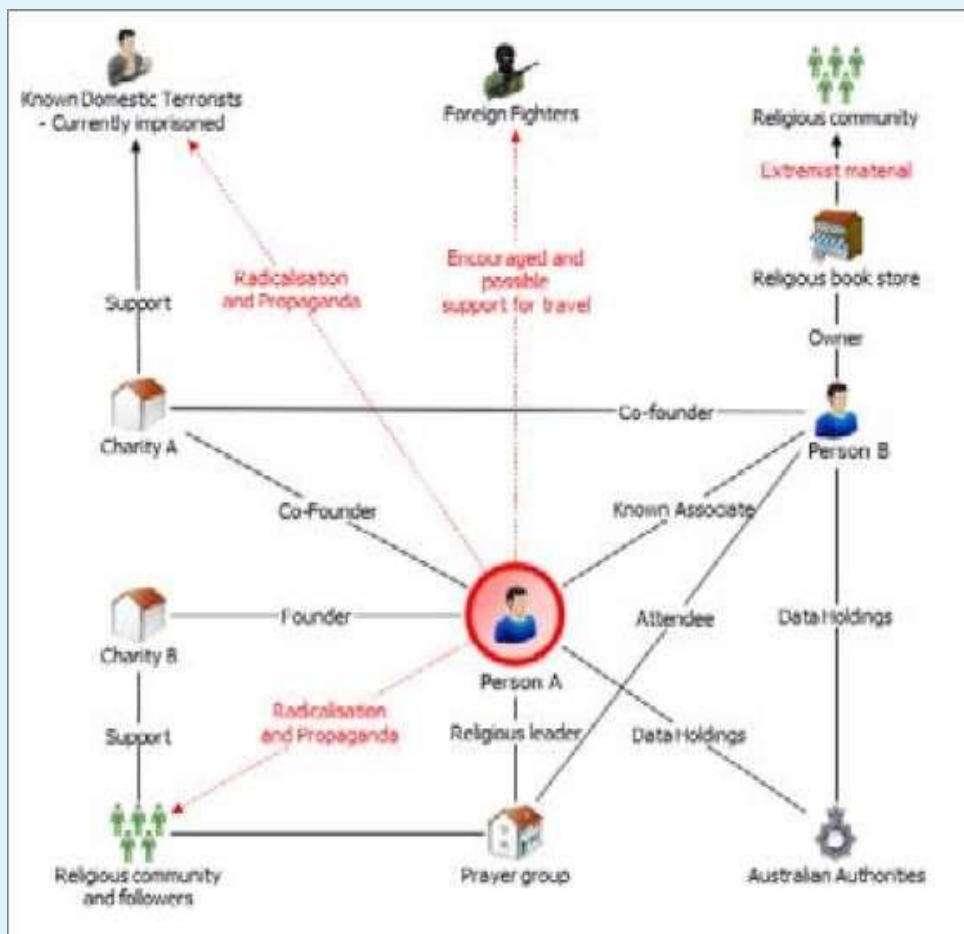 Known Domestic Terrorists
- Currently imprisoned
Foreign Fighters
Religious community
Extremist material
Radicalisation
and Propaganda
Encouraged and
possible
support for travel
Religious book store
Support
Owner
Co-founder
Charity A
Person B
Co-Founder
Known Associate
Founder
Attendee
Data Holdings
Charity B
Person A
Radicalisation
and Propaganda
Support
Religious leader
Data Holdings
Religious community
and followers
Prayer group
Australian Authorities